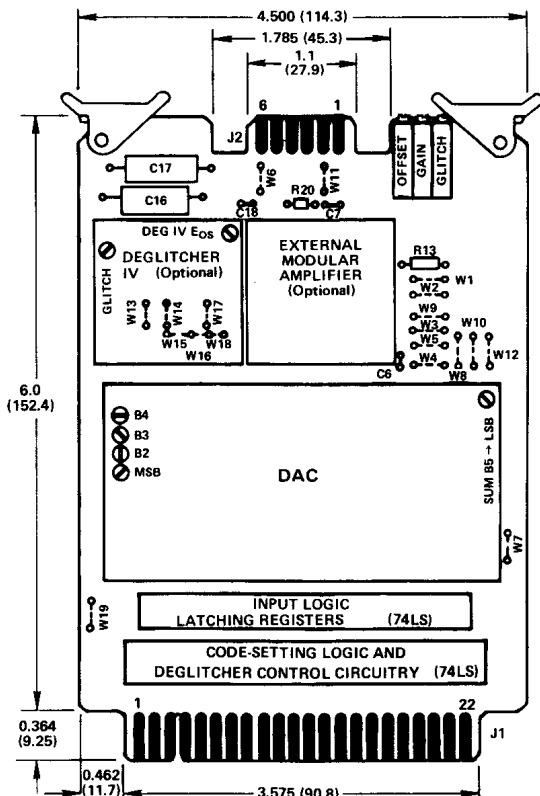 4.500 (114.3)
1.785 (45.3)
1.1
(27.9)
6
1
J2
OFFSET
GAIN
GLITCH
C17
C16
W6
W11
R20
C18
C7
DEG IV EOS
DEGLITCHER
IV (Optional)
GLITCH
W13
W14
W17
W15
W18
W16
EXTERNAL
MODULAR
AMPLIFIER
(Optional)
R13
W1
W2
W9
W3
W5
W4
W10
W12
W8
C6
6.0
(152.4)
B4
B3
B2
MSB
DAC
SUM B5 → LSB
W7
W19
INPUT LOGIC
LATCHING REGISTERS (74LS)
CODE-SETTING LOGIC AND
DEGLITCHER CONTROL CIRCUITRY (74LS)
1
22
J1
0.364
(9.25)
0.462
(11.7)
3.575 (90.8)